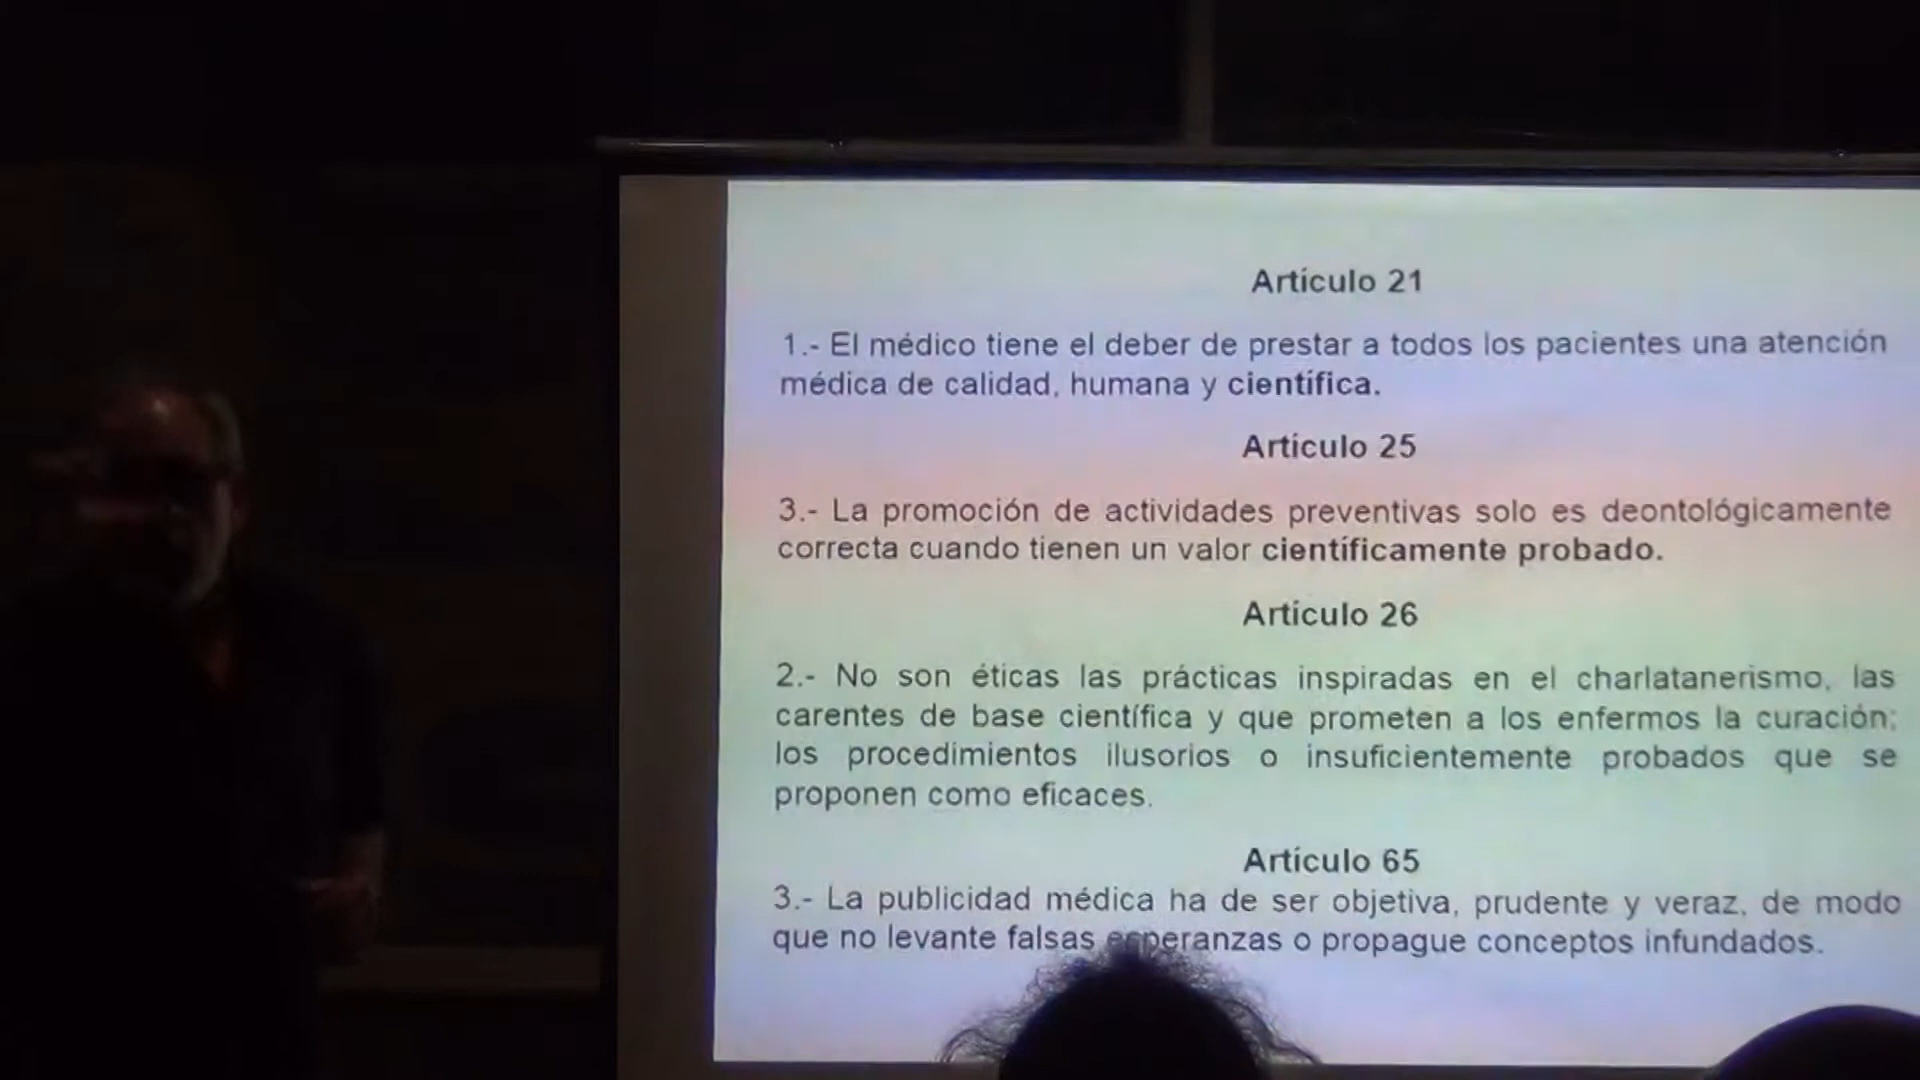 Artículo 21
1.- El médico tiene el deber de prestar a todos los pacientes una atención
médica de calidad, humana y científica.
Artículo 25
3.- La promoción de actividades preventivas solo es deontológicamente
correcta cuando tienen un valor científicamente probado.
Artículo 26
2.- No son éticas las prácticas inspiradas en el charlatanerismo, las
carentes de base científica y que prometen a los enfermos la curación;
los procedimientos ilusorios o insuficientemente probados que se
proponen como eficaces.
Artículo 65
3.- La publicidad médica ha de ser objetiva, prudente y veraz, de modo
que no levante falsas esperanzas o propague conceptos infundados.